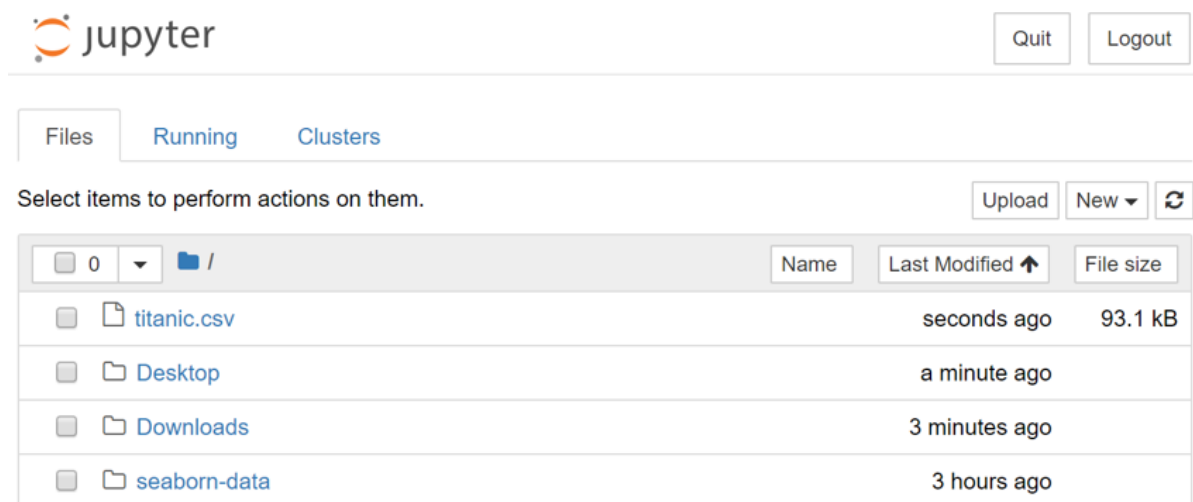 jupyter
Quit Logout
Files Running Clusters
Select items to perform actions on them.
Upload New
0 / Name Last Modified File size
titanic.csv seconds ago 93.1 kB
Desktop a minute ago
Downloads 3 minutes ago
seaborn-data 3 hours ago